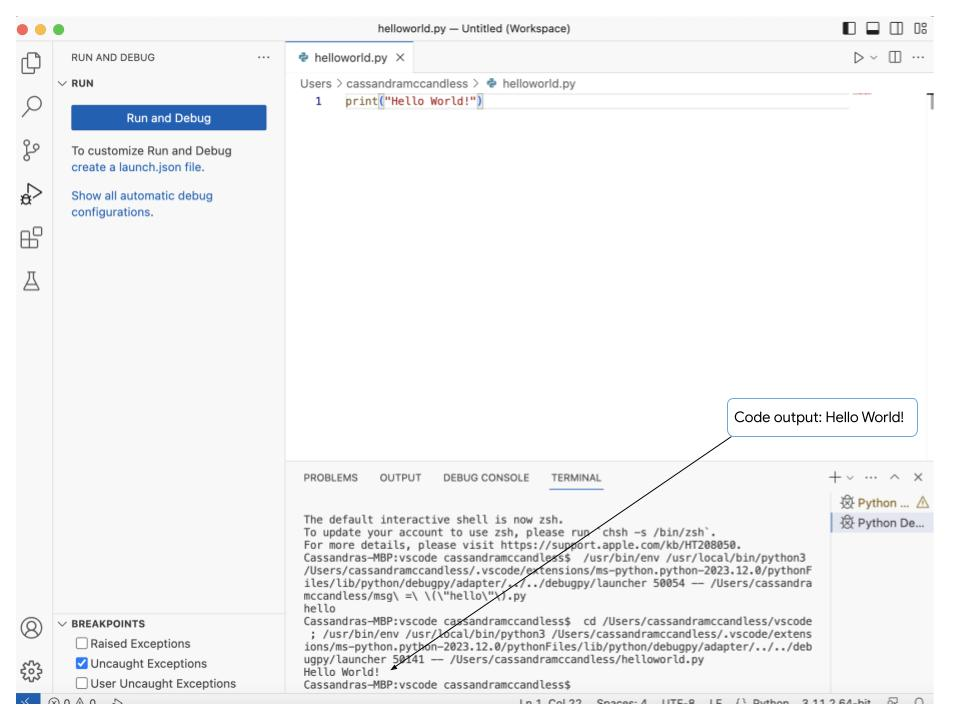 helloworld.py — Untitled (Workspace)
RUN AND DEBUG ...
RUN
Run and Debug
To customize Run and Debug
create a launch.json file.
Show all automatic debug
configurations.
helloworld.py
Users > cassandramccandless > helloworld.py
1 print("Hello World!")
Code output: Hello World!
PROBLEMS OUTPUT DEBUG CONSOLE TERMINAL
Python ...
Python De...
The default interactive shell is now zsh.
To update your account to use zsh, please run `chsh -s /bin/zsh`.
For more details, please visit https://support.apple.com/kb/HT208050.
Cassandras-MBP:vscode cassandramccandless$ /usr/bin/env /usr/local/bin/python3
/Users/cassandramccandless/.vscode/extensions/ms-python.python-2023.12.0/pythonF
iles/lib/python/debugpy/adapter/../../debugpy/launcher 50054 -- /Users/cassandra
mccandless/msg\ =\ \(\"hello\"\).py
hello
Cassandras-MBP:vscode cassandramccandless$ cd /Users/cassandramccandless/vscode
; /usr/bin/env /usr/local/bin/python3 /Users/cassandramccandless/.vscode/extens
ions/ms-python.python-2023.12.0/pythonFiles/lib/python/debugpy/adapter/../../deb
ugpy/launcher 50141 -- /Users/cassandramccandless/helloworld.py
Hello World!
Cassandras-MBP:vscode cassandramccandless$
BREAKPOINTS
Raised Exceptions
Uncaught Exceptions
User Uncaught Exceptions
0 0
Ln 1, Col 22 Spaces: 4 UTF-8 LF {} Python 3.11.2 64-bit